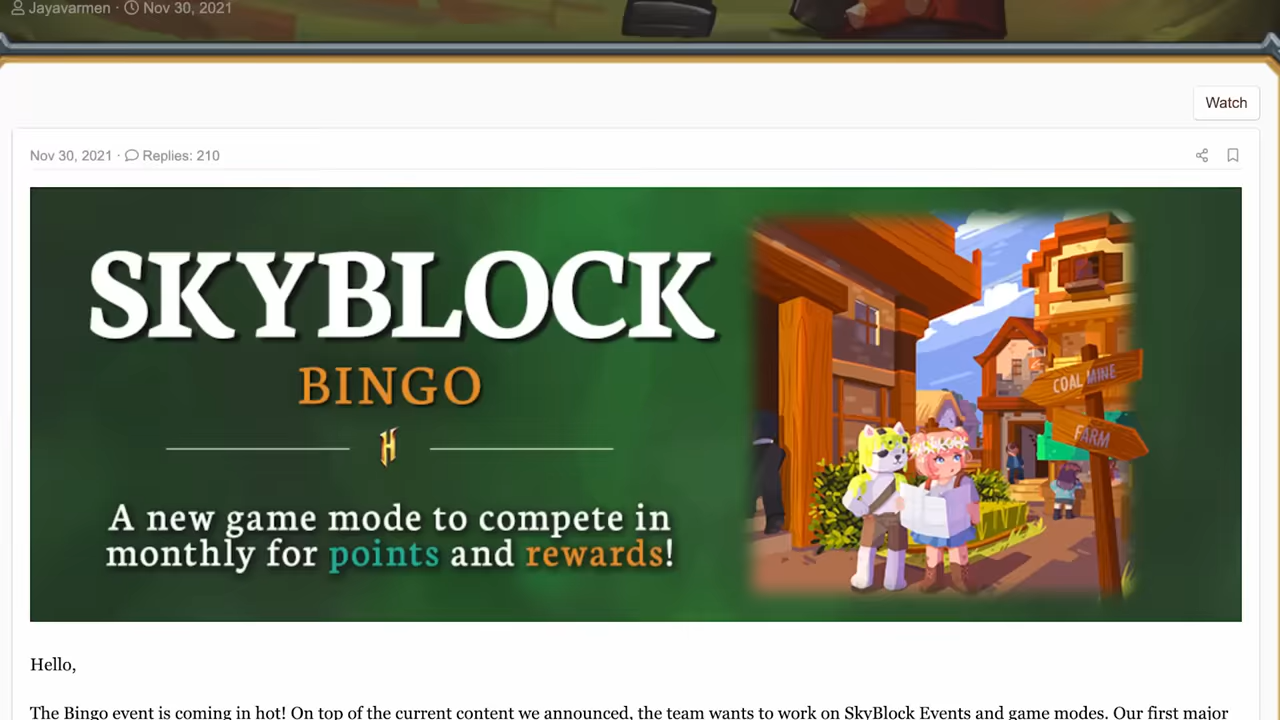 Jayavarmen · Nov 30, 2021
Watch
Nov 30, 2021 · Replies: 210
SKYBLOCK
BINGO
H
A new game mode to compete in
monthly for points and rewards!
COAL MINE
FARM
Hello,
The Bingo event is coming in hot! On top of the current content we announced, the team wants to work on SkyBlock Events and game modes. Our first major